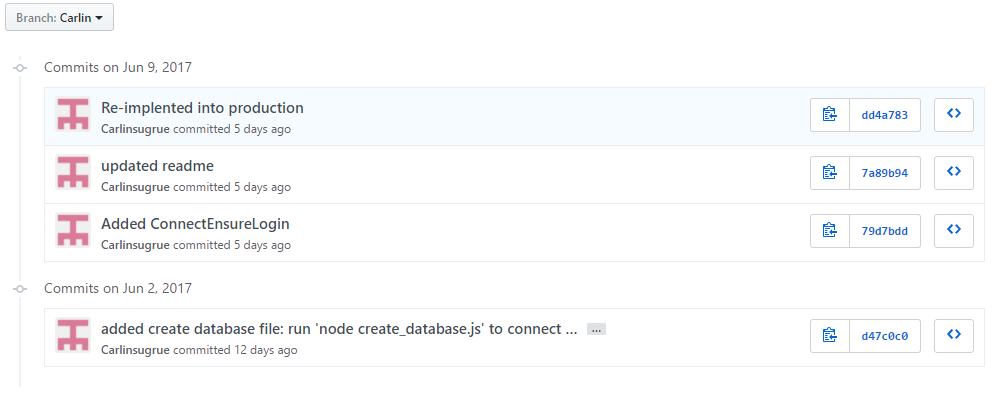 Branch: Carlin
Commits on Jun 9, 2017
Re-implented into production
Carlinsugrue committed 5 days ago
dd4a783
updated readme
Carlinsugrue committed 5 days ago
7a89b94
Added ConnectEnsureLogin
Carlinsugrue committed 5 days ago
79d7bdd
Commits on Jun 2, 2017
added create database file: run 'node create_database.js' to connect ... ...
Carlinsugrue committed 12 days ago
d47c0c0